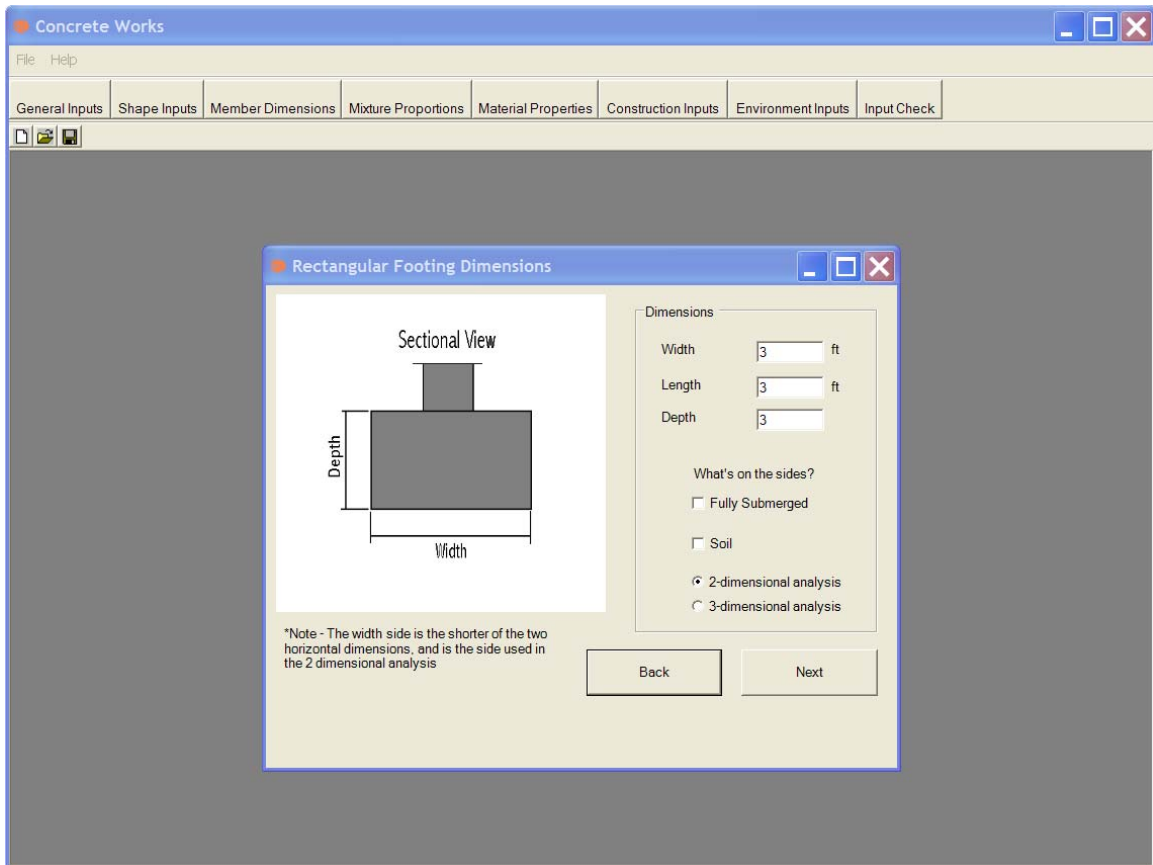 Concrete Works
File Help
General Inputs Shape Inputs Member Dimensions Mixture Proportions Material Properties Construction Inputs Environment Inputs Input Check
Rectangular Footing Dimensions
Sectional View
Depth
Width
*Note - The width side is the shorter of the two
horizontal dimensions, and is the side used in
the 2 dimensional analysis
Dimensions
Width 3 ft
Length 3 ft
Depth 3
What's on the sides?
Fully Submerged
Soil
2-dimensional analysis
3-dimensional analysis
Back Next